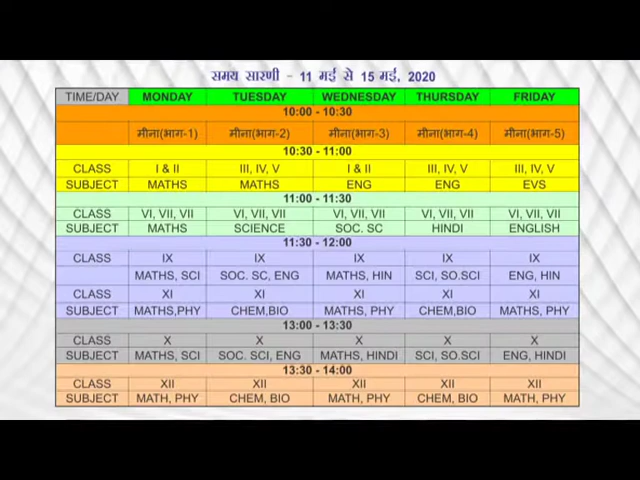 समय सारणी - 11 मई से 15 मई, 2020
TIME/DAY MONDAY TUESDAY WEDNESDAY THURSDAY FRIDAY
10:00 - 10:30
मीना(भाग-1) मीना(भाग-2) मीना(भाग-3) मीना(भाग-4) मीना(भाग-5)
10:30 - 11:00
CLASS I & II III, IV, V I & II III, IV, V III, IV, V
SUBJECT MATHS MATHS ENG ENG EVS
11:00 - 11:30
CLASS VI, VII, VII VI, VII, VII VI, VII, VII VI, VII, VII VI, VII, VII
SUBJECT MATHS SCIENCE SOC. SC HINDI ENGLISH
11:30 - 12:00
CLASS IX IX IX IX IX
MATHS, SCI SOC. SC, ENG MATHS, HIN SCI, SO.SCI ENG, HIN
CLASS XI XI XI XI XI
SUBJECT MATHS,PHY CHEM,BIO MATHS, PHY CHEM,BIO MATHS, PHY
13:00 - 13:30
CLASS X X X X X
SUBJECT MATHS, SCI SOC. SCI, ENG MATHS, HINDI SCI, SO.SCI ENG, HINDI
13:30 - 14:00
CLASS XII XII XII XII XII
SUBJECT MATH, PHY CHEM, BIO MATH, PHY CHEM, BIO MATH, PHY